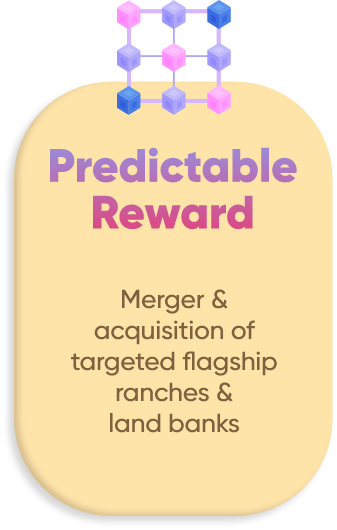 Predictable
Reward
Merger &
acquisition of
targeted flagship
ranches &
land banks